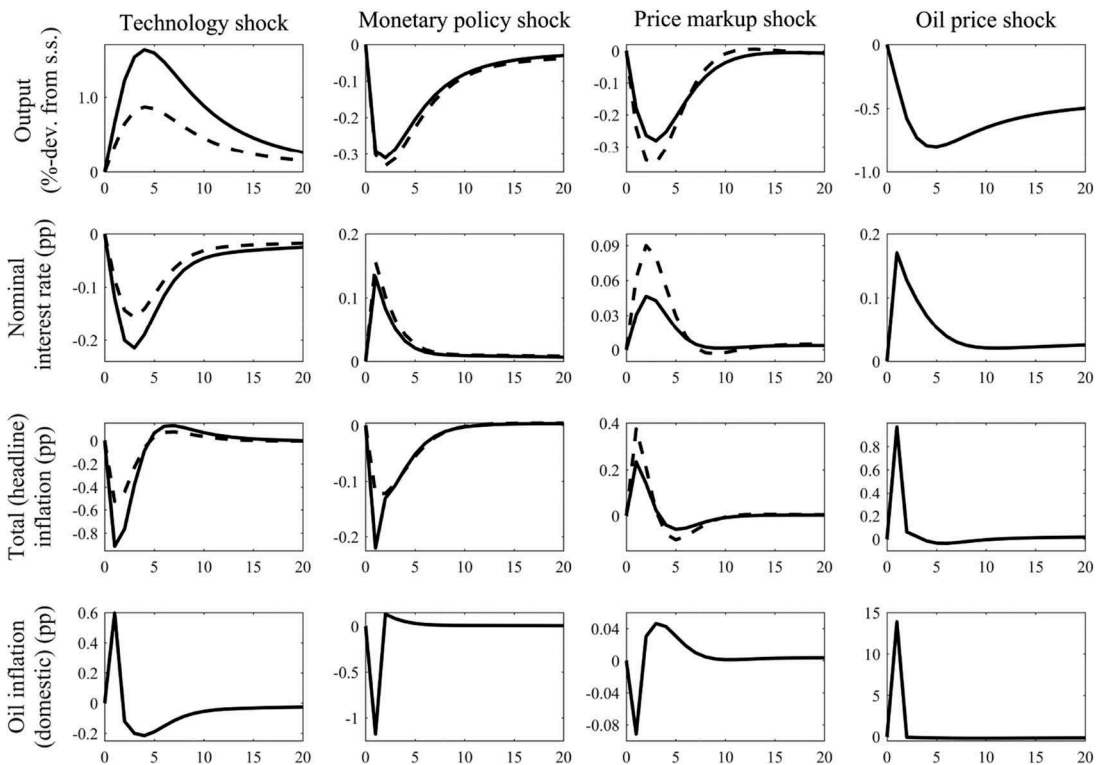 Technology shock
Monetary policy shock
Price markup shock
Oil price shock
Output
(%-dev. from s.s.)
1.0
0
0 5 10 15 20
0
-0.1
-0.2
-0.3
0 5 10 15 20
0
-0.1
-0.2
-0.3
0 5 10 15 20
0
-0.5
-1.0
0 5 10 15 20
Nominal
interest rate (pp)
0
-0.1
-0.2
0 5 10 15 20
0.2
0.1
0
0 5 10 15 20
0.09
0.06
0.03
0
0 5 10 15 20
0.2
0.1
0
0 5 10 15 20
Total (headline)
inflation (pp)
0
-0.2
-0.4
-0.6
-0.8
0 5 10 15 20
0
-0.1
-0.2
0 5 10 15 20
0.4
0.2
0
0 5 10 15 20
0.8
0.6
0.4
0.2
0
0 5 10 15 20
Oil inflation
(domestic) (pp)
0.6
0.4
0.2
0
-0.2
0 5 10 15 20
0
-0.5
-1
0 5 10 15 20
0.04
0
-0.04
-0.08
0 5 10 15 20
15
10
5
0
0 5 10 15 20